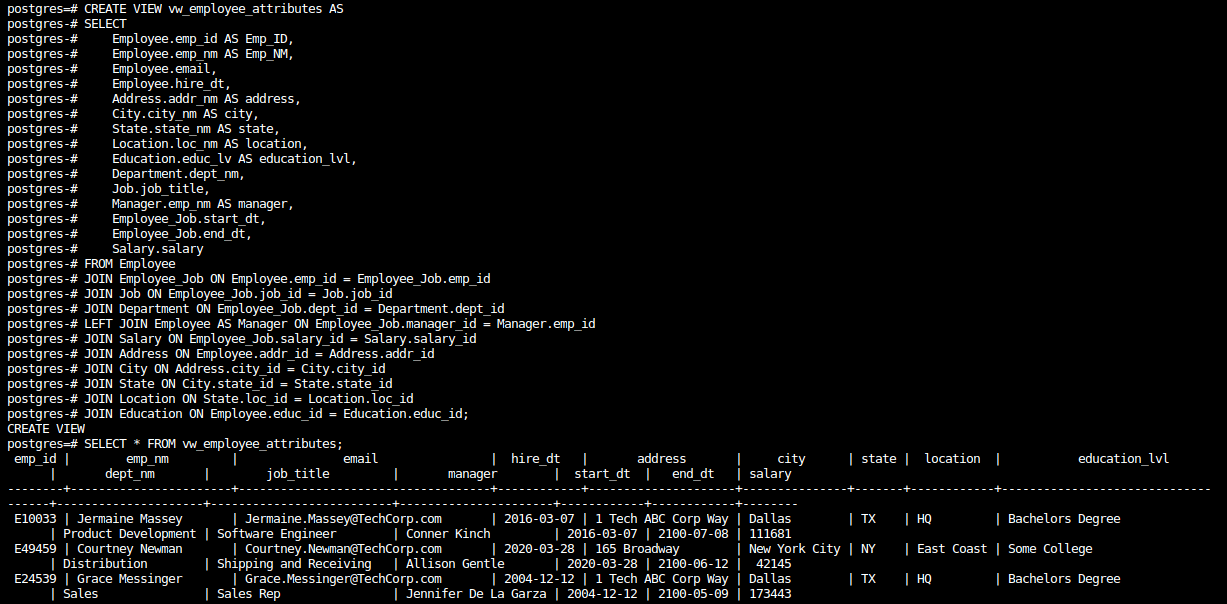 postgres=# CREATE VIEW vw_employee_attributes AS
postgres-# SELECT
postgres-#     Employee.emp_id AS Emp_ID,
postgres-#     Employee.emp_nm AS Emp_NM,
postgres-#     Employee.email,
postgres-#     Employee.hire_dt,
postgres-#     Address.addr_nm AS address,
postgres-#     City.city_nm AS city,
postgres-#     State.state_nm AS state,
postgres-#     Location.loc_nm AS location,
postgres-#     Education.educ_lv AS education_lvl,
postgres-#     Department.dept_nm,
postgres-#     Job.job_title,
postgres-#     Manager.emp_nm AS manager,
postgres-#     Employee_Job.start_dt,
postgres-#     Employee_Job.end_dt,
postgres-#     Salary.salary
postgres-# FROM Employee
postgres-# JOIN Employee_Job ON Employee.emp_id = Employee_Job.emp_id
postgres-# JOIN Job ON Employee_Job.job_id = Job.job_id
postgres-# JOIN Department ON Employee_Job.dept_id = Department.dept_id
postgres-# LEFT JOIN Employee AS Manager ON Employee_Job.manager_id = Manager.emp_id
postgres-# JOIN Salary ON Employee_Job.salary_id = Salary.salary_id
postgres-# JOIN Address ON Employee.addr_id = Address.addr_id
postgres-# JOIN City ON Address.city_id = City.city_id
postgres-# JOIN State ON City.state_id = State.state_id
postgres-# JOIN Location ON State.loc_id = Location.loc_id
postgres-# JOIN Education ON Employee.educ_id = Education.educ_id;
CREATE VIEW
postgres=# SELECT * FROM vw_employee_attributes;
 emp_id |        emp_nm         |               email                |  hire_dt   |       address       |     city      | state |  location  |           education_lvl
      |       dept_nm       |        job_title         |       manager        |  start_dt  |   end_dt   | salary
--------+-----------------------+------------------------------------+------------+---------------------+---------------+-------+------------+------------------------------
------+---------------------+--------------------------+----------------------+------------+------------+--------
 E10033 | Jermaine Massey       | Jermaine.Massey@TechCorp.com       | 2016-03-07 | 1 Tech ABC Corp Way | Dallas        | TX    | HQ         | Bachelors Degree
      | Product Development | Software Engineer        | Conner Kinch         | 2016-03-07 | 2100-07-08 | 111681
 E49459 | Courtney Newman       | Courtney.Newman@TechCorp.com       | 2020-03-28 | 165 Broadway        | New York City | NY    | East Coast | Some College
      | Distribution        | Shipping and Receiving   | Allison Gentle       | 2020-03-28 | 2100-06-12 |  42145
 E24539 | Grace Messinger       | Grace.Messinger@TechCorp.com       | 2004-12-12 | 1 Tech ABC Corp Way | Dallas        | TX    | HQ         | Bachelors Degree
      | Sales               | Sales Rep                | Jennifer De La Garza | 2004-12-12 | 2100-05-09 | 173443